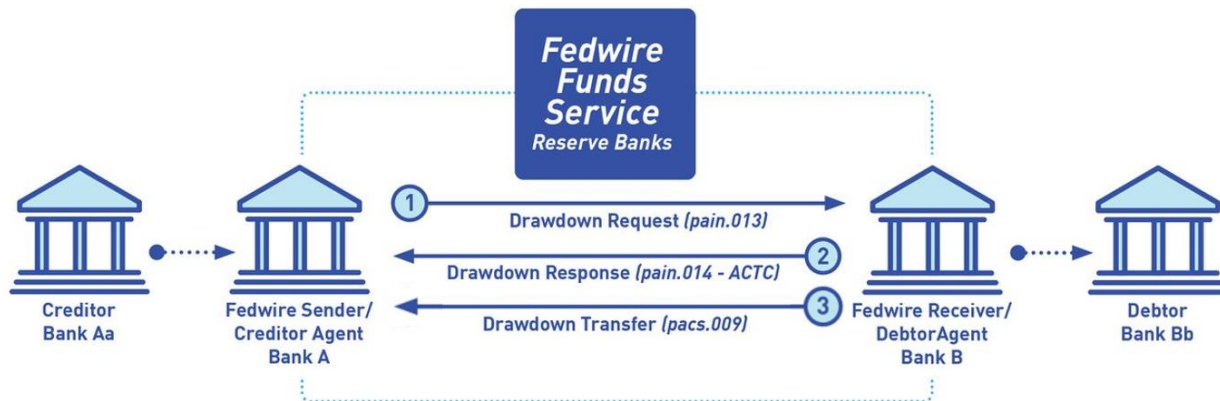 Fedwire
Funds
Service
Reserve Banks
1
Drawdown Request (pain.013)
2
Drawdown Response (pain.014 - ACTC)
3
Drawdown Transfer (pacs.009)
Creditor
Bank Aa
Fedwire Sender/
Creditor Agent
Bank A
Fedwire Receiver/
DebtorAgent
Bank B
Debtor
Bank Bb